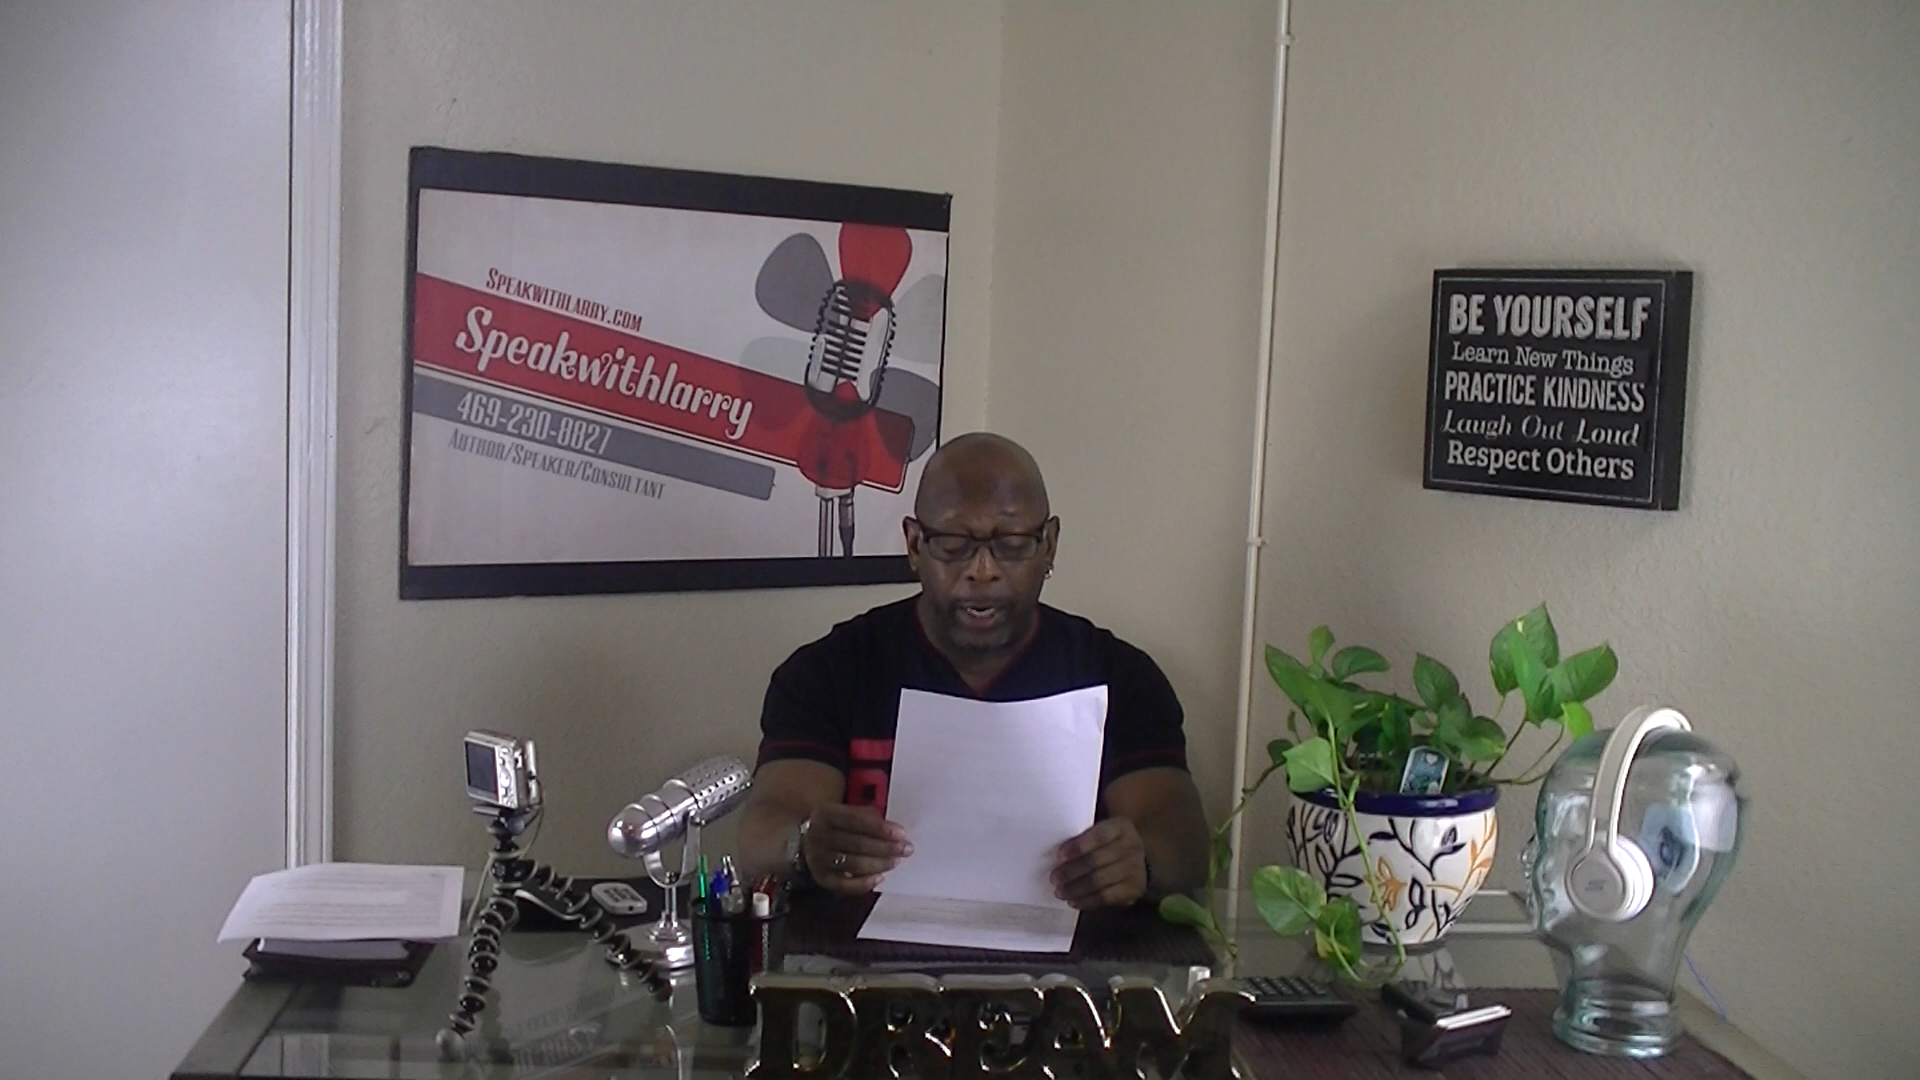 SPEAKWITHLARRY.COM
Speakwithlarry
469-230-8827
AUTHOR/SPEAKER/CONSULTANT
BE YOURSELF
Learn New Things
PRACTICE KINDNESS
Laugh Out Loud
Respect Others
DREAM